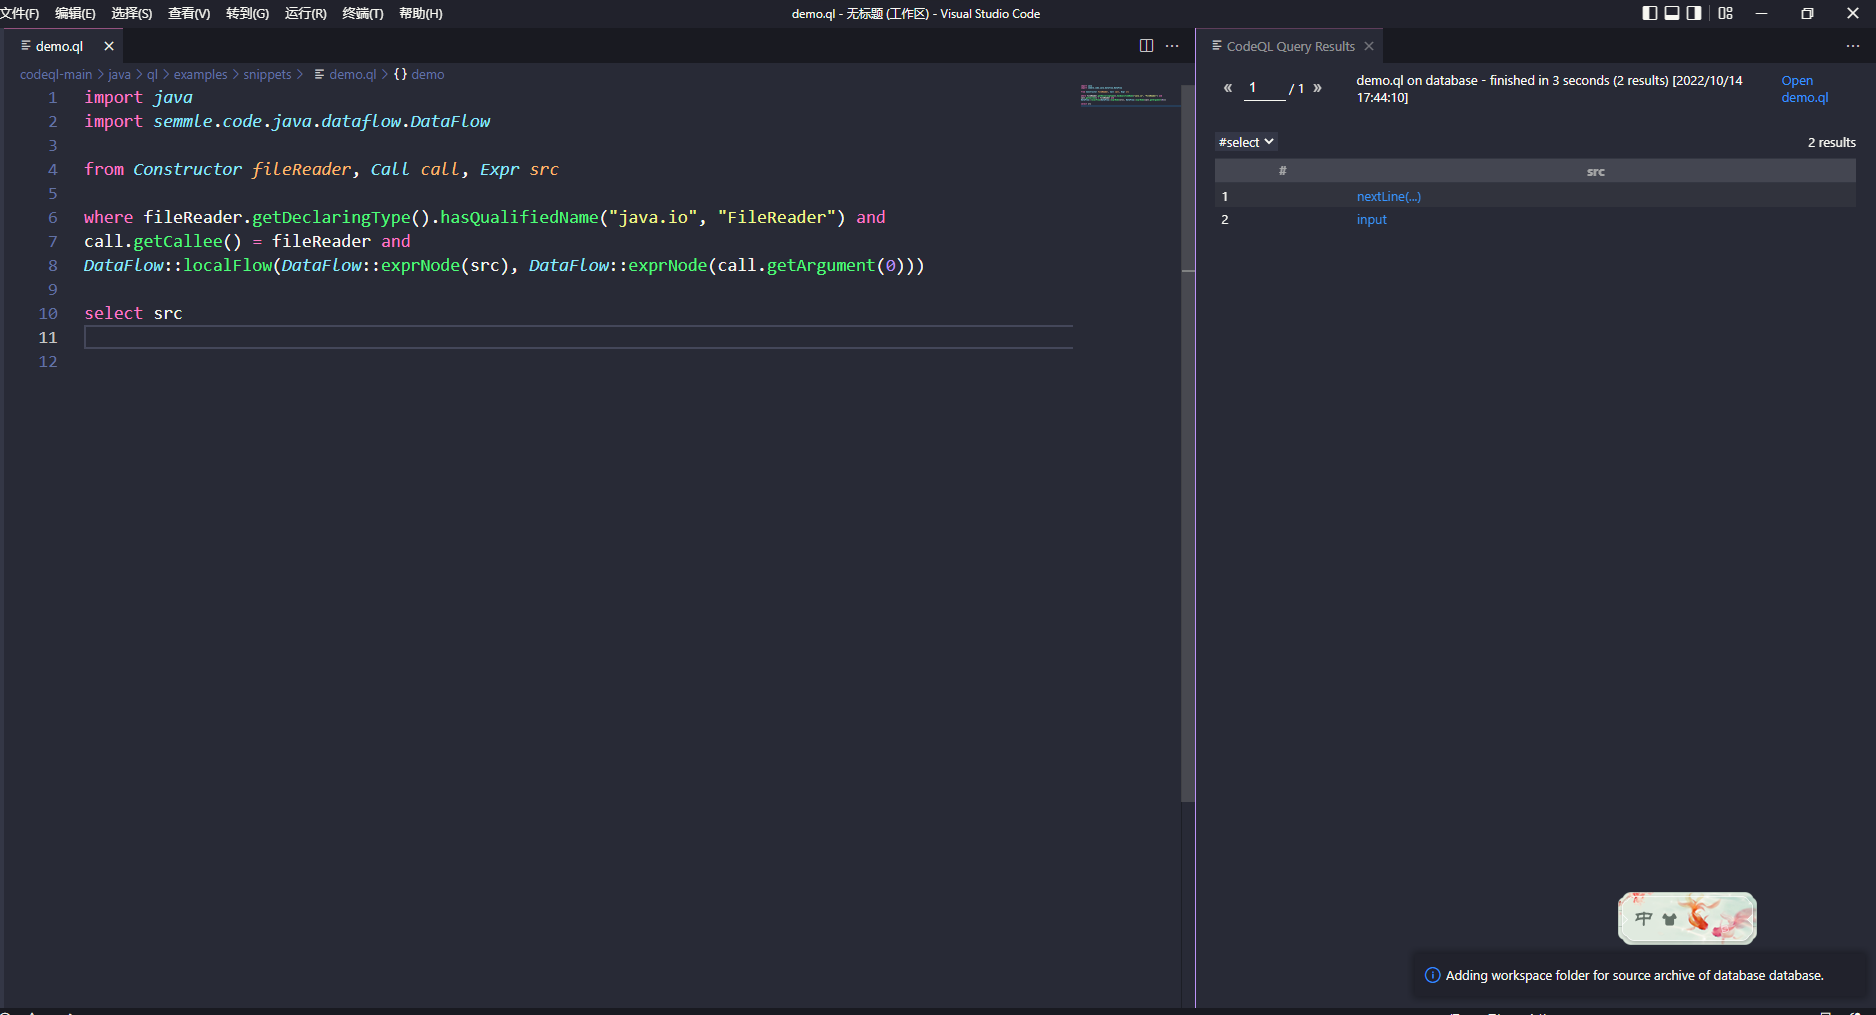 文件(F) 编辑(E) 选择(S) 查看(V) 转到(G) 运行(R) 终端(T) 帮助(H)
demo.ql - 无标题 (工作区) - Visual Studio Code
demo.ql
codeql-main > java > ql > examples > snippets > demo.ql > {} demo
1 import java
2 import semmle.code.java.dataflow.DataFlow
3
4 from Constructor fileReader, Call call, Expr src
5
6 where fileReader.getDeclaringType().hasQualifiedName("java.io", "FileReader") and
7 call.getCallee() = fileReader and
8 DataFlow::localFlow(DataFlow::exprNode(src), DataFlow::exprNode(call.getArgument(0)))
9
10 select src
11
12
CodeQL Query Results
« 1 / 1 »
demo.ql on database - finished in 3 seconds (2 results) [2022/10/14
17:44:10]
Open
demo.ql
#select
2 results
# src
1 nextLine(...)
2 input
中
Adding workspace folder for source archive of database database.